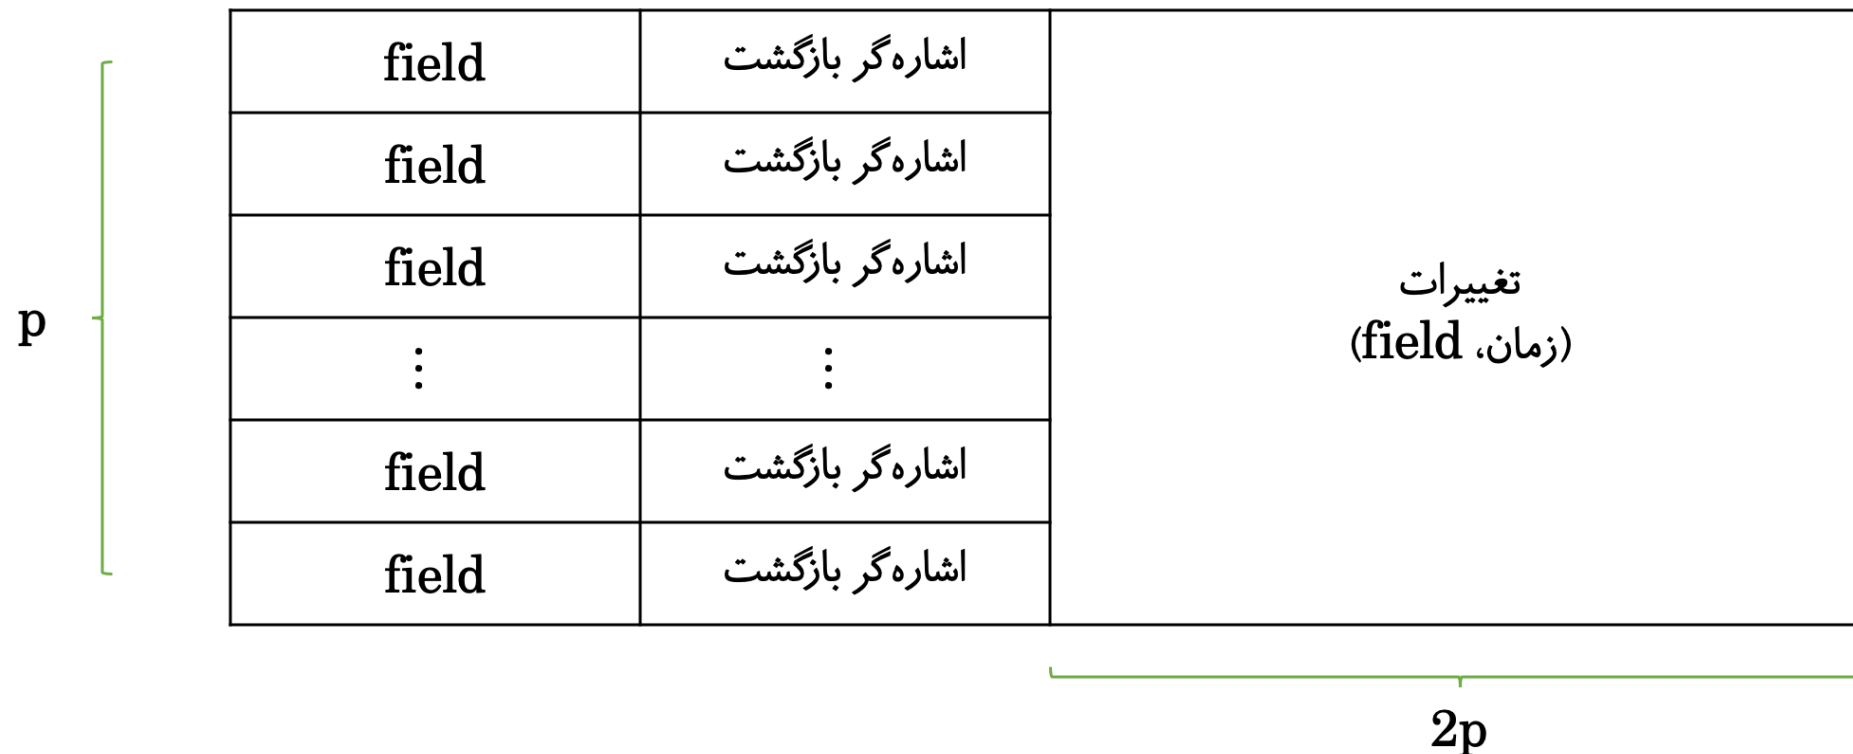 field اشاره‌گر بازگشت
field اشاره‌گر بازگشت
field اشاره‌گر بازگشت
⋮ ⋮
field اشاره‌گر بازگشت
field اشاره‌گر بازگشت
p
تغییرات
(زمان، field)
2p